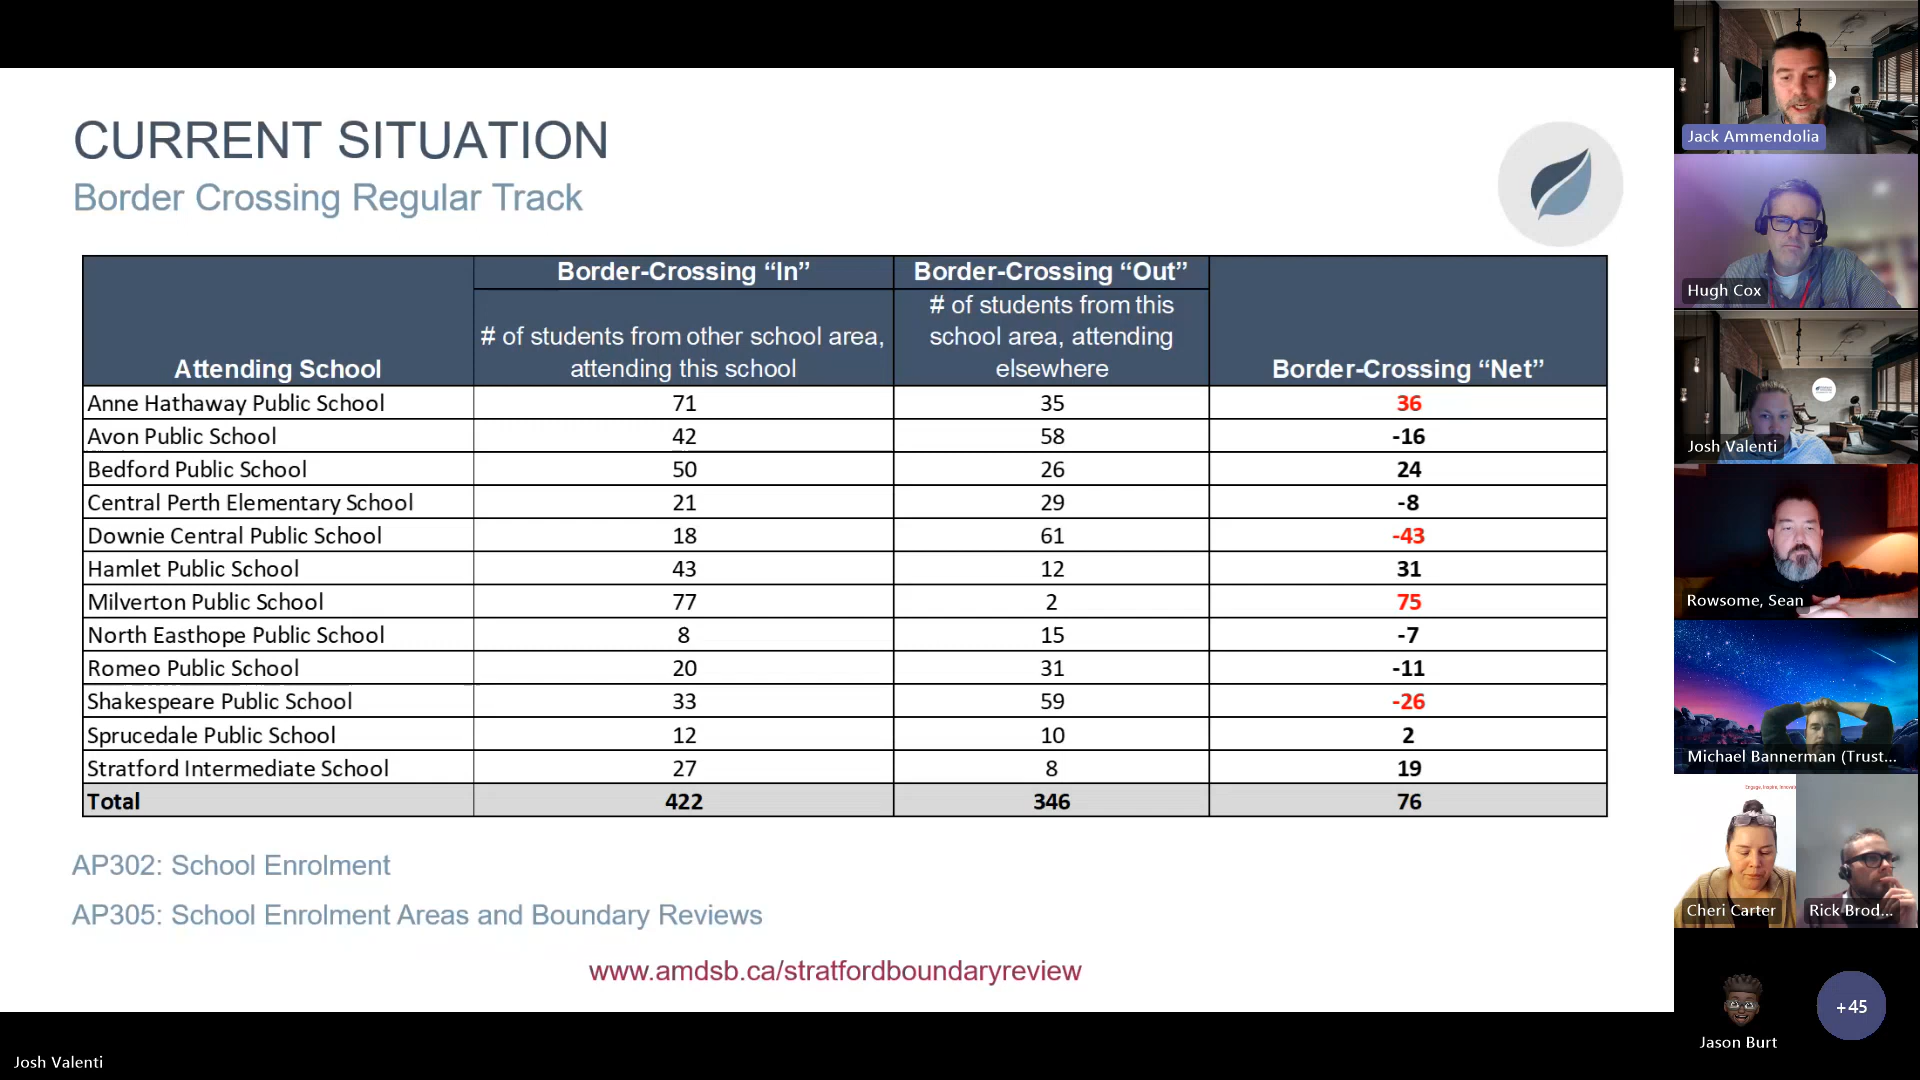 CURRENT SITUATION
Border Crossing Regular Track
Attending School
Border-Crossing “In”
# of students from other school area,
attending this school
Border-Crossing “Out”
# of students from this
school area, attending
elsewhere
Border-Crossing “Net”
Anne Hathaway Public School 71 35 36
Avon Public School 42 58 -16
Bedford Public School 50 26 24
Central Perth Elementary School 21 29 -8
Downie Central Public School 18 61 -43
Hamlet Public School 43 12 31
Milverton Public School 77 2 75
North Easthope Public School 8 15 -7
Romeo Public School 20 31 -11
Shakespeare Public School 33 59 -26
Sprucedale Public School 12 10 2
Stratford Intermediate School 27 8 19
Total 422 346 76
AP302: School Enrolment
AP305: School Enrolment Areas and Boundary Reviews
www.amdsb.ca/stratfordboundaryreview
Josh Valenti
Jack Ammendolia
Hugh Cox
Josh Valenti
Rowsome, Sean
Michael Bannerman (Trust...
Cheri Carter
Rick Brod...
Jason Burt
+45